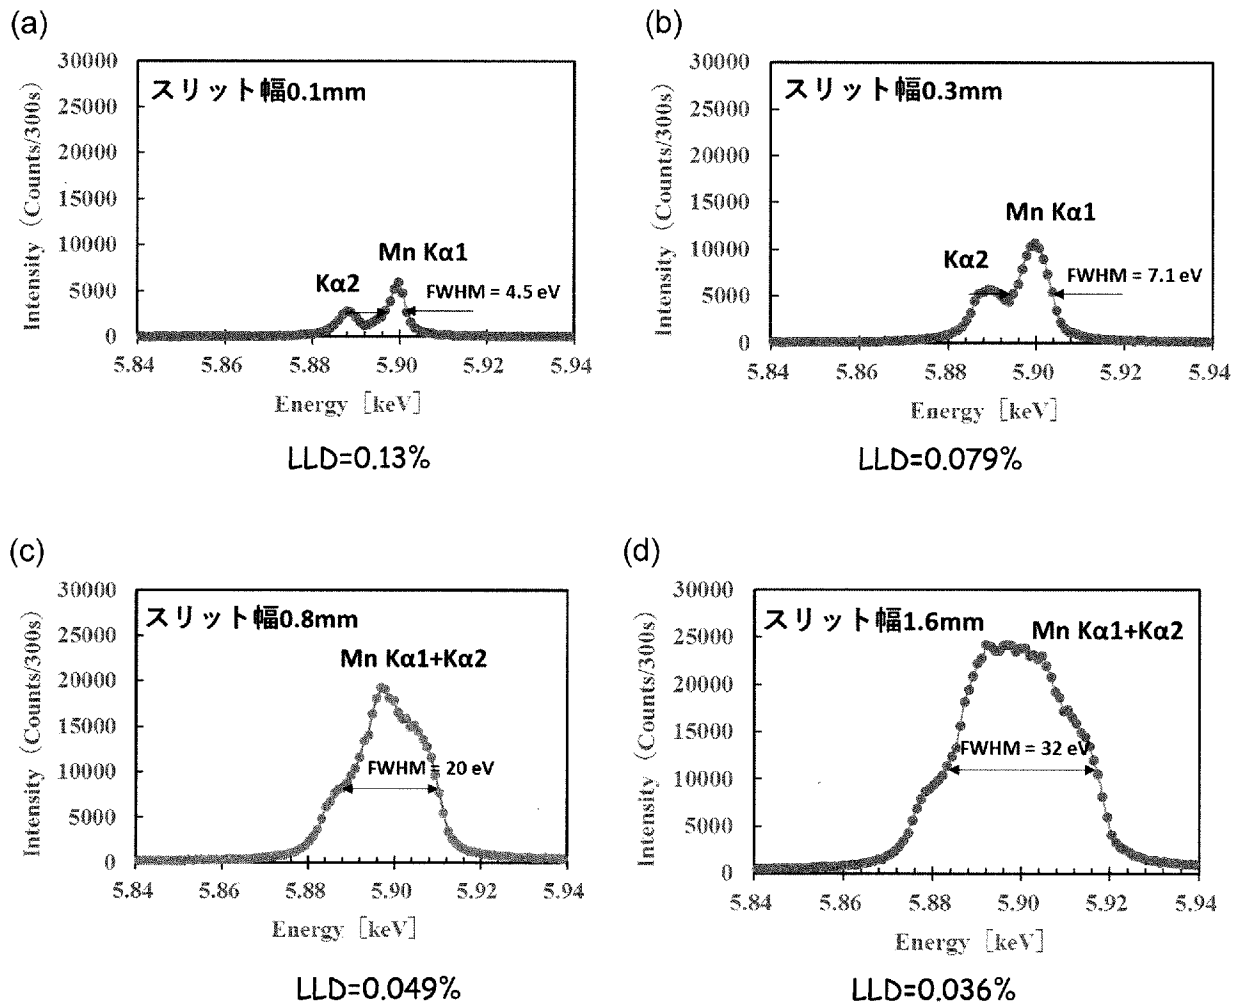 (a)
スリット幅0.1mm
Intensity (Counts/300s)
30000
25000
20000
15000
10000
5000
0
Mn Kα1
Kα2
FWHM = 4.5 eV
5.84 5.86 5.88 5.90 5.92 5.94
Energy [keV]
LLD=0.13%
(b)
スリット幅0.3mm
Intensity (Counts/300s)
30000
25000
20000
15000
10000
5000
0
Mn Kα1
Kα2
FWHM = 7.1 eV
5.84 5.86 5.88 5.90 5.92 5.94
Energy [keV]
LLD=0.079%
(c)
スリット幅0.8mm
Intensity (Counts/300s)
30000
25000
20000
15000
10000
5000
0
Mn Kα1+Kα2
FWHM = 20 eV
5.84 5.86 5.88 5.90 5.92 5.94
Energy [keV]
LLD=0.049%
(d)
スリット幅1.6mm
Intensity (Counts/300s)
30000
25000
20000
15000
10000
5000
0
Mn Kα1+Kα2
FWHM = 32 eV
5.84 5.86 5.88 5.90 5.92 5.94
Energy [keV]
LLD=0.036%